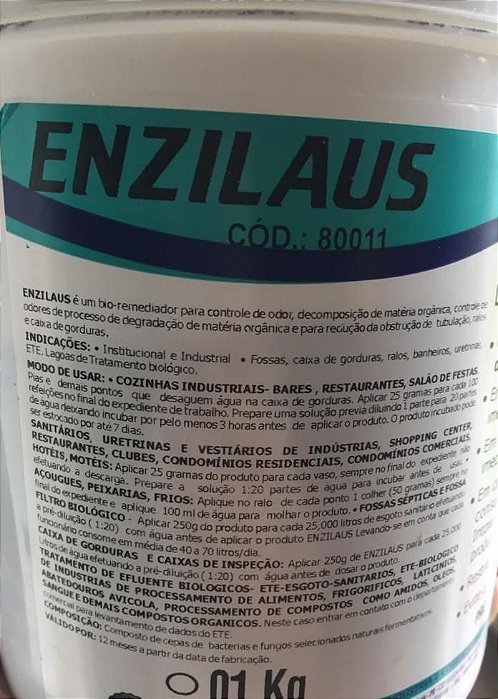 ENZILAUS
CÓD.: 80011
ENZILAUS é um bio-remediador para controle de odor, decomposição de matéria orgânica, controle de
odores de processo de degradação de matéria orgânica e para redução da obstrução de tubulação, ralos
e caixa de gorduras.
INDICAÇÕES: • Institucional e Industrial • Fossas, caixa de gorduras, ralos, banheiros, uretrinas
ETE. Lagoas de Tratamento biológico.
MODO DE USAR: • COZINHAS INDUSTRIAIS- BARES , RESTAURANTES, SALÃO DE FESTAS.
Pias e demais pontos que desaguem água na caixa de gorduras. Aplicar 25 gramas para cada 100
refeições no final do expediente de trabalho. Prepare uma solução previa diluindo 1 parte para 20 partes
de água deixando incubar por pelo menos 3 horas antes de aplicar o produto. O produto incubado pode
ser estocado por até 7 dias.
SANITÁRIOS, URETRINAS E VESTIÁRIOS DE INDÚSTRIAS, SHOPPING CENTER,
RESTAURANTES, CLUBES, CONDOMÍNIOS RESIDENCIAIS, CONDOMÍNIOS COMERCIAIS,
HOTÉIS, MOTÉIS: Aplicar 25 gramas do produto para cada vaso, sempre no final do expediente não
efetuando a descarga. Prepare a solução 1:20 partes de água para incubar antes de usar. •
AÇOUGUES, PEIXARIAS, FRIOS: Aplique no ralo de cada ponto 1 colher (50 gramas) sempre no
final do expediente e aplique 100 ml de água para molhar o produto. • FOSSAS SÉPTICAS E FOSSA
FILTRO BIOLÓGICO - Aplicar 250g do produto para cada 25,000 litros de esgoto sanitário efetuando
a pré-diluição ( 1:20) com água antes de aplicar o produto ENZILAUS Levando-se em conta que cada
funcionário consome em média de 40 a 70 litros/dia.
CAIXA DE GORDURAS E CAIXAS DE INSPEÇÃO: Aplicar 250g de ENZILAUS para cada 25.000
Litros de água efetuando a pré-diluição ( 1:20) com água antes de dosar o produto.
TRATAMENTO DE EFLUENTE BIOLOGICOS- ETE-ESGOTO-SANITARIOS, ETE-BIOLOGICO
DE INDUSTRIAS DE PROCESSAMENTO DE ALIMENTOS, FRIGORIFICOS, LATICINIOS,
ABATEDUROS AVICOLA, PROCESSAMENTO DE COMPOSTOS COMO AMIDOS, OLEOS,
SANGUE E DEMAIS COMPOSTOS ORGANICOS. Neste caso entrar em contato com o departamento
comercial para levantamento de dados do ETE.
COMPOSIÇÃO: Composto de cepas de bacterias e fungos selecionados naturais fermentativos.
VÁLIDO POR: 12 meses a partir da data de fabricação.
01 Kg